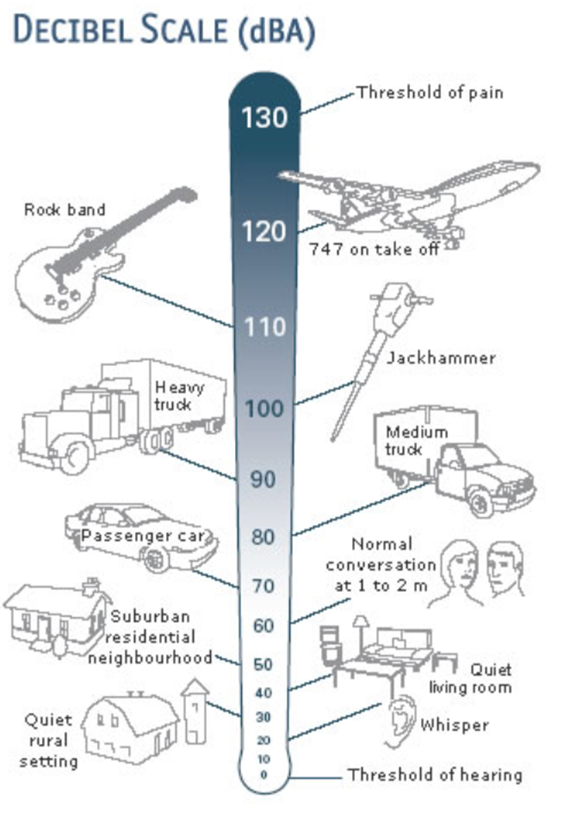 DECIBEL SCALE (dBA)
130
Threshold of pain
Rock band
120
747 on take off
110
Jackhammer
Heavy
truck
100
Medium
truck
90
Passenger car
80
Normal
conversation
at 1 to 2 m
70
Suburban
residential
neighbourhood
60
50
Quiet
living room
40
Quiet
rural
setting
30
Whisper
20
10
0
Threshold of hearing